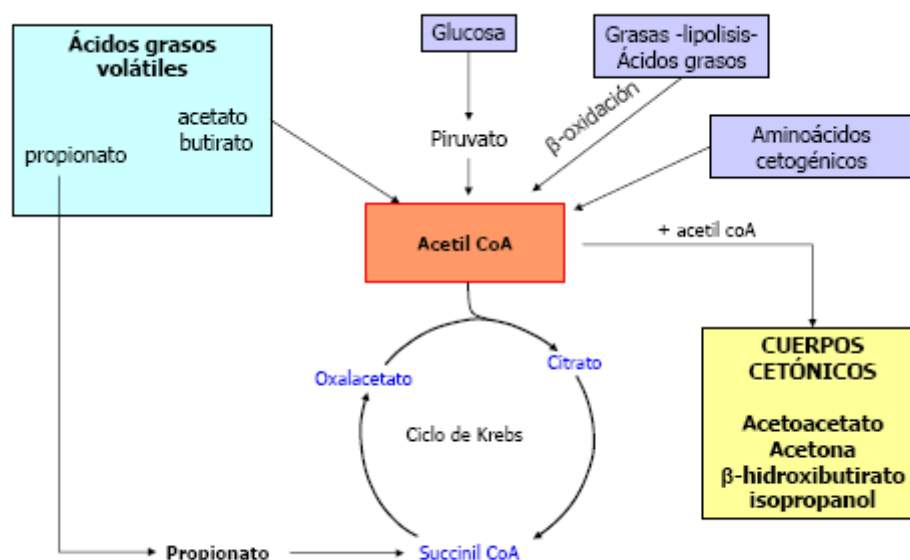 Ácidos grasos
volátiles
acetato
butirato
propionato
Glucosa
Piruvato
Grasas -lipolisis-
Ácidos grasos
β-oxidación
Aminoácidos
cetogénicos
Acetil CoA
+ acetil coA
CUERPOS
CETÓNICOS
Acetoacetato
Acetona
β-hidroxibutirato
isopropanol
Oxalacetato
Citrato
Ciclo de Krebs
Propionato
Succinil CoA